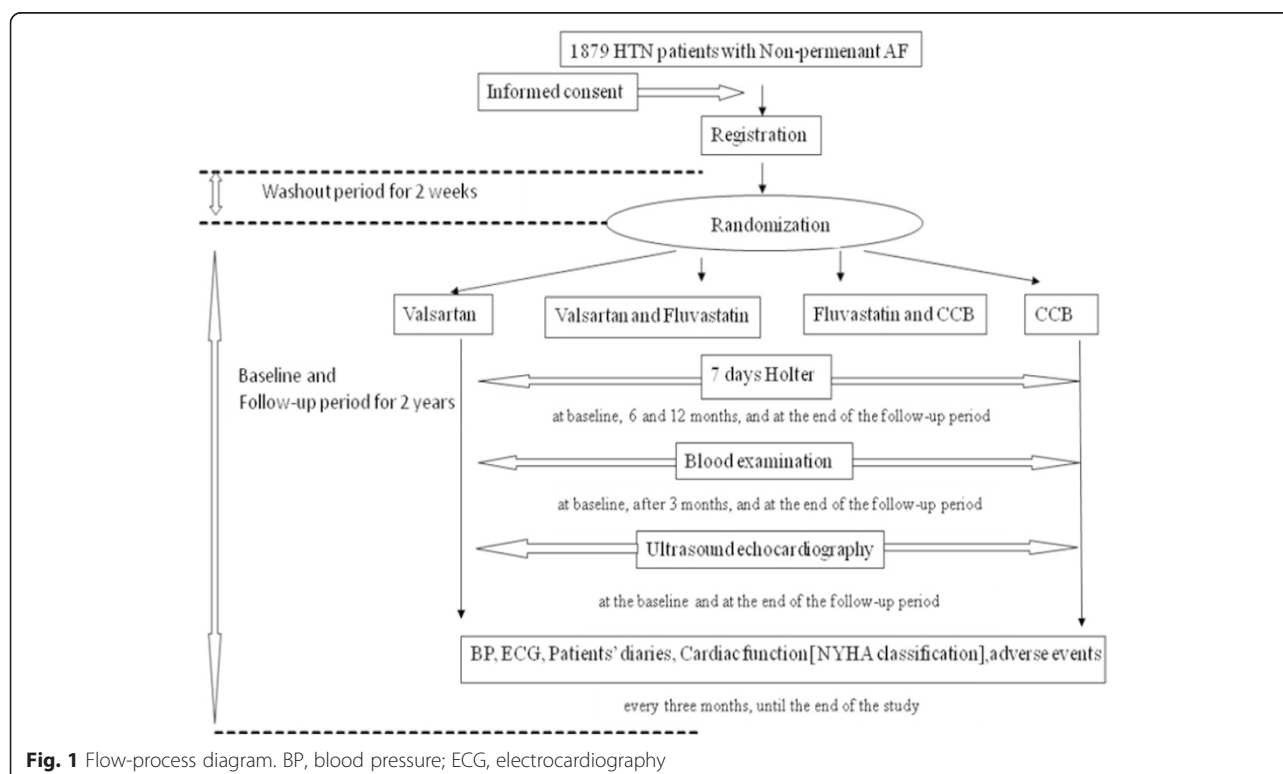 1879 HTN patients with Non-permenant AF
Informed consent
Registration
Washout period for 2 weeks
Randomization
Valsartan
Valsartan and Fluvastatin
Fluvastatin and CCB
CCB
7 days Holter
Baseline and
Follow-up period for 2 years
at baseline, 6 and 12 months, and at the end of the follow-up period
Blood examination
at baseline, after 3 months, and at the end of the follow-up period
Ultrasound echocardiography
at the baseline and at the end of the follow-up period
BP, ECG, Patients' diaries, Cardiac function[NYHA classification],adverse events
every three months, until the end of the study
Fig. 1 Flow-process diagram. BP, blood pressure; ECG, electrocardiography